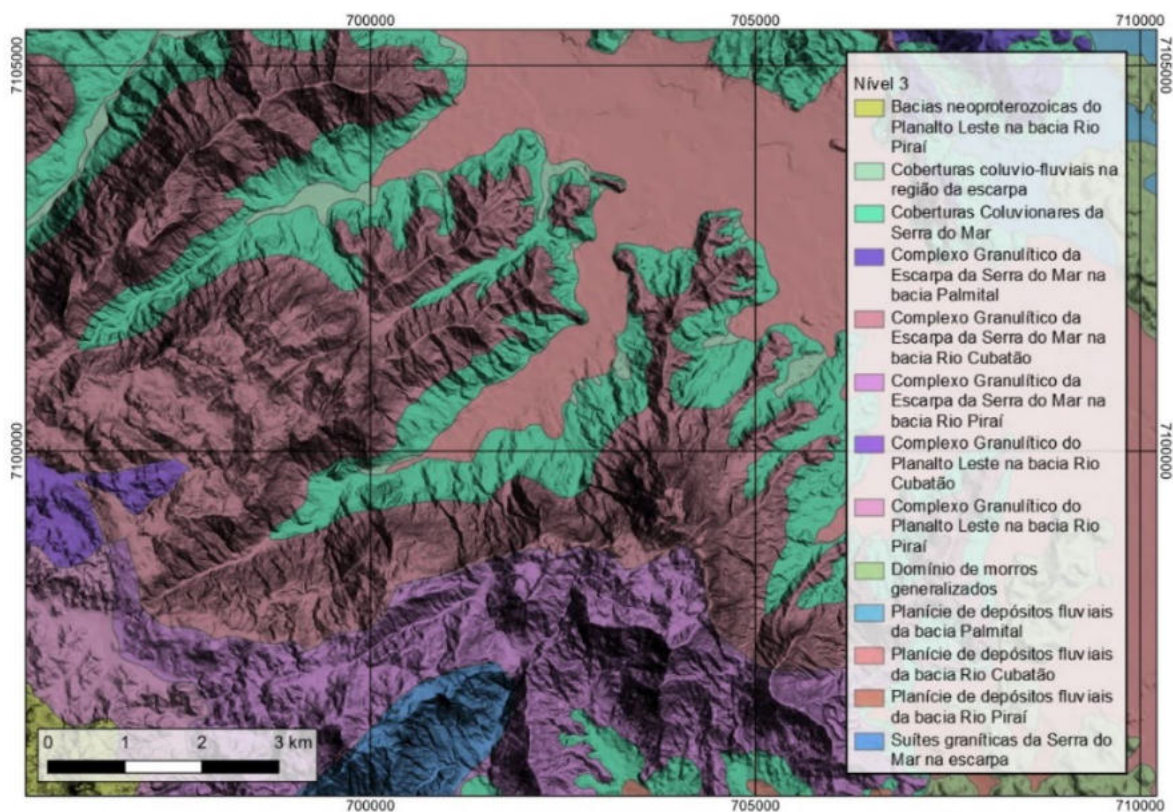 700000
705000
710000
7105000
7105000
Nível 3
Bacias neoproterozoicas do
Planalto Leste na bacia Rio
Piraí
Coberturas coluvio-fluviais na
região da escarpa
Coberturas Coluvionares da
Serra do Mar
Complexo Granulítico da
Escarpa da Serra do Mar na
bacia Palmital
Complexo Granulítico da
Escarpa da Serra do Mar na
bacia Rio Cubatão
Complexo Granulítico da
Escarpa da Serra do Mar na
bacia Rio Piraí
Complexo Granulítico do
Planalto Leste na bacia Rio
Cubatão
Complexo Granulítico do
Planalto Leste na bacia Rio
Piraí
Domínio de morros
generalizados
Planície de depósitos fluviais
da bacia Palmital
Planície de depósitos fluviais
da bacia Rio Cubatão
Planície de depósitos fluviais
da bacia Rio Piraí
Suítes graníticas da Serra do
Mar na escarpa
7100000
7100000
0 1 2 3 km
700000
705000
710000